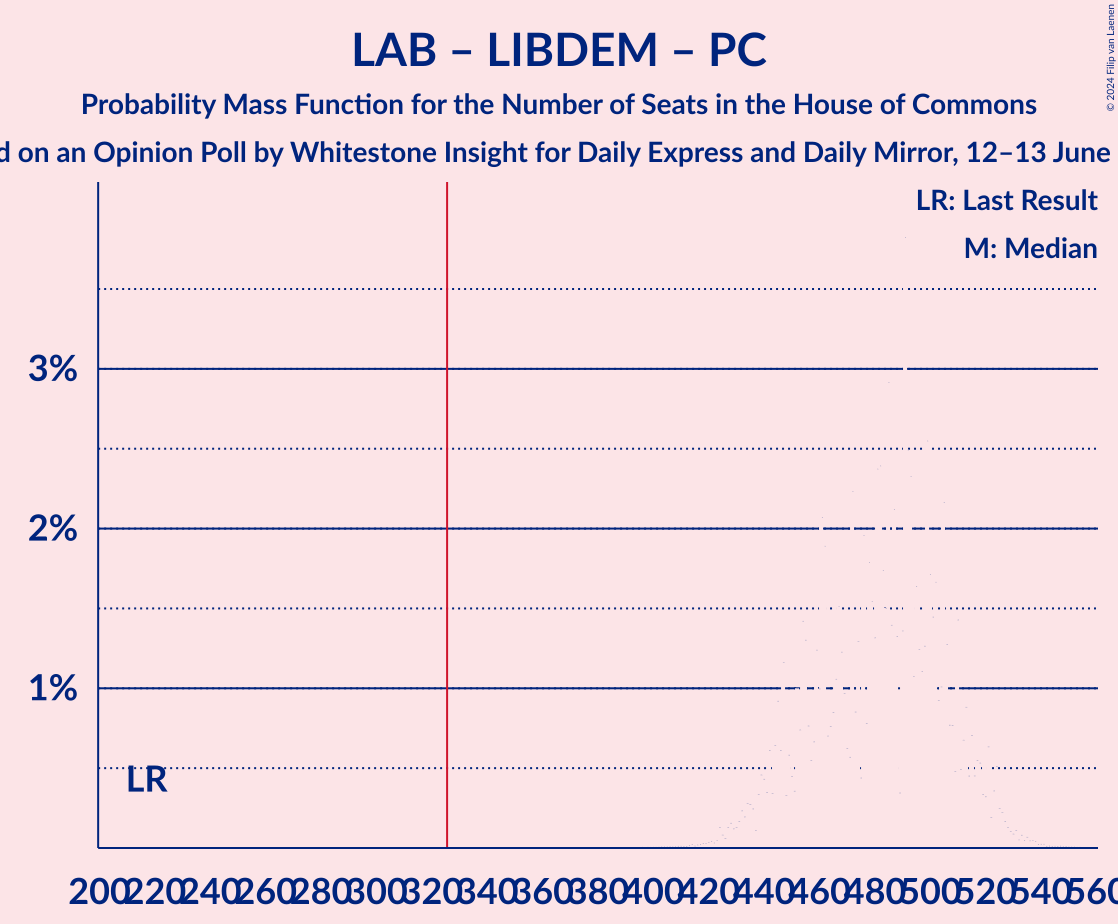 LAB – LIBDEM – PC
Probability Mass Function for the Number of Seats in the House of Commons
on an Opinion Poll by Whitestone Insight for Daily Express and Daily Mirror, 12–13 June
LR: Last Result
M: Median
3%
2%
1%
LR
200 220 240 260 280 300 320 340 360 380 400 420 440 460 480 500 520 540 560
© 2024 Filip van Laenen